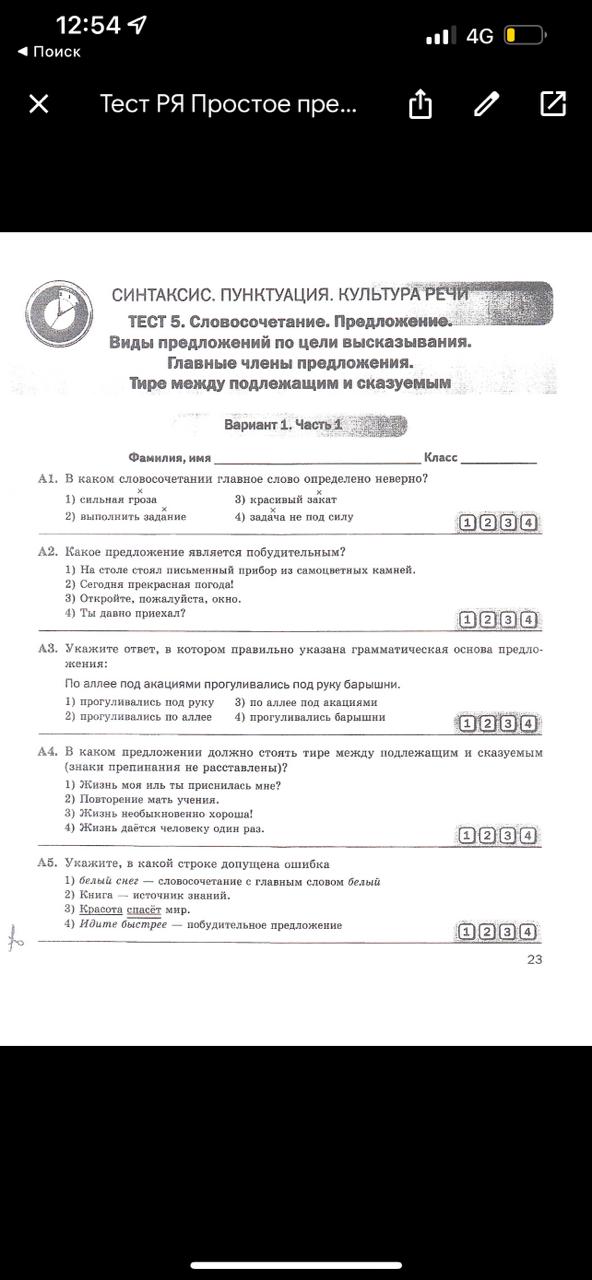 12:54
4G
Поиск
Тест РЯ Простое пре...
СИНТАКСИС. ПУНКТУАЦИЯ. КУЛЬТУРА РЕЧИ
ТЕСТ 5. Словосочетание. Предложение.
Виды предложений по цели высказывания.
Главные члены предложения.
Тире между подлежащим и сказуемым
Вариант 1. Часть 1
Фамилия, имя Класс
А1. В каком словосочетании главное слово определено неверно?
х х
1) сильная гроза 3) красивый закат
х х
2) выполнить задание 4) задача не под силу
1 2 3 4
А2. Какое предложение является побудительным?
1) На столе стоял письменный прибор из самоцветных камней.
2) Сегодня прекрасная погода!
3) Откройте, пожалуйста, окно.
4) Ты давно приехал?
1 2 3 4
А3. Укажите ответ, в котором правильно указана грамматическая основа предло-
жения:
По аллее под акациями прогуливались под руку барышни.
1) прогуливались под руку 3) по аллее под акациями
2) прогуливались по аллее 4) прогуливались барышни
1 2 3 4
А4. В каком предложении должно стоять тире между подлежащим и сказуемым
(знаки препинания не расставлены)?
1) Жизнь моя иль ты приснилась мне?
2) Повторение мать учения.
3) Жизнь необыкновенно хороша!
4) Жизнь даётся человеку один раз.
1 2 3 4
А5. Укажите, в какой строке допущена ошибка
1) белый снег — словосочетание с главным словом белый
2) Книга — источник знаний.
3) Красота спасёт мир.
4) Идите быстрее — побудительное предложение
1 2 3 4
23